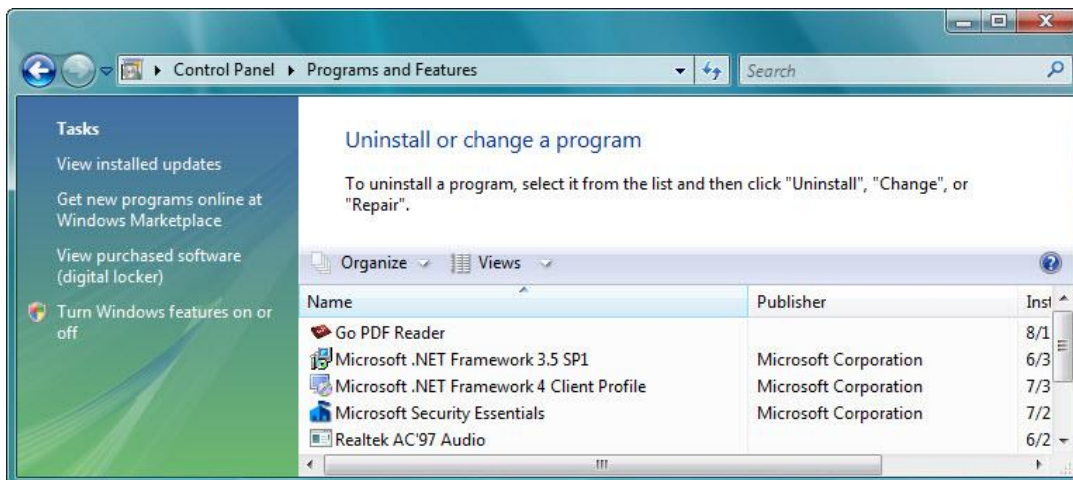 Control Panel Programs and Features
Search
Tasks
View installed updates
Get new programs online at
Windows Marketplace
View purchased software
(digital locker)
Turn Windows features on or
off
Uninstall or change a program
To uninstall a program, select it from the list and then click "Uninstall", "Change", or
"Repair".
Organize Views
Name Publisher Inst
Go PDF Reader 8/1
Microsoft .NET Framework 3.5 SP1 Microsoft Corporation 6/3
Microsoft .NET Framework 4 Client Profile 7/3
Microsoft Security Essentials Microsoft Corporation 7/2
Realtek AC'97 Audio 6/2